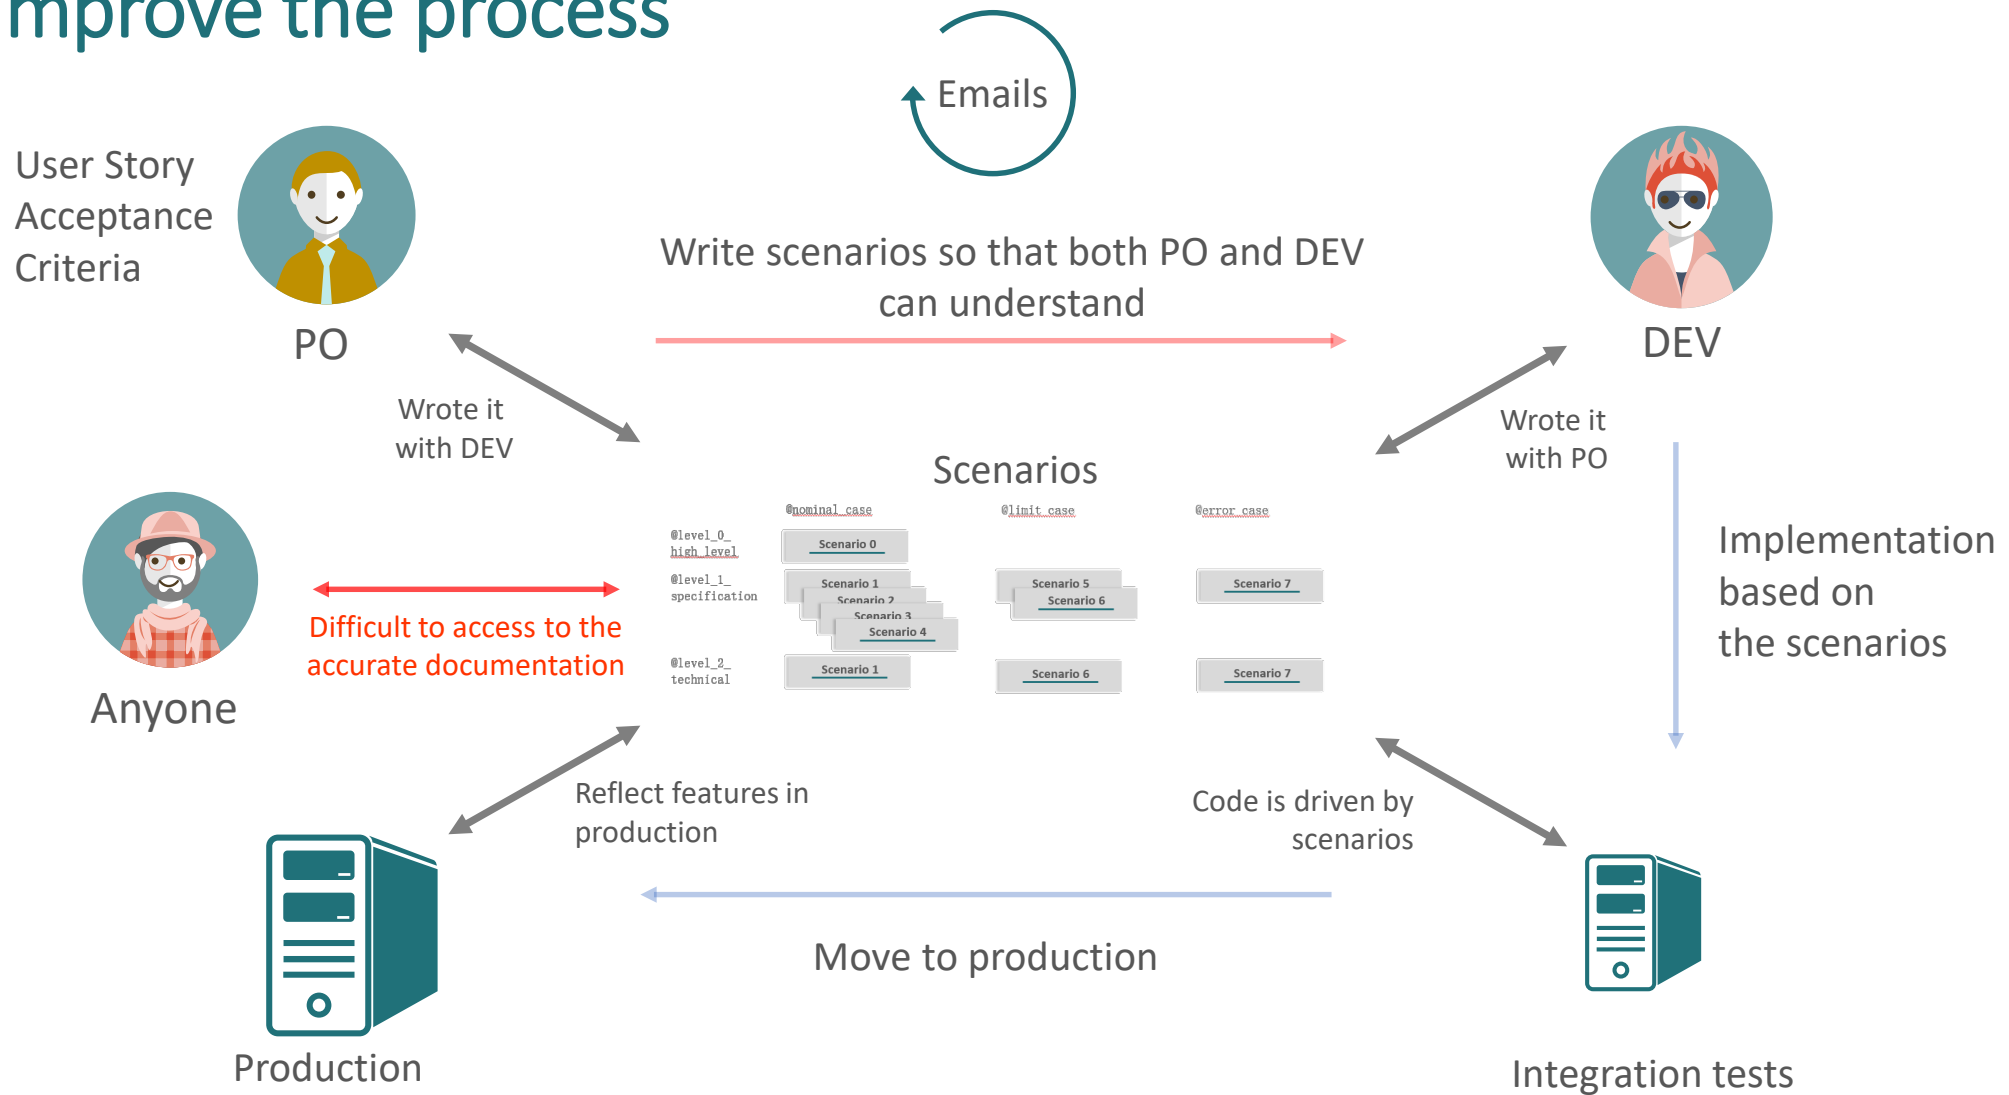 mprove the process
Emails
User Story
Acceptance
Criteria
PO
Write scenarios so that both PO and DEV
can understand
DEV
Wrote it
with DEV
Wrote it
with PO
Scenarios
@nominal_case
@limit_case
@error_case
@level_0_
high_level
Scenario 0
@level_1_
specification
Scenario 1
Scenario 2
Scenario 3
Scenario 4
Scenario 5
Scenario 6
Scenario 7
@level_2_
technical
Scenario 1
Scenario 6
Scenario 7
Anyone
Difficult to access to the
accurate documentation
Implementation
based on
the scenarios
Reflect features in
production
Code is driven by
scenarios
Move to production
Production
Integration tests